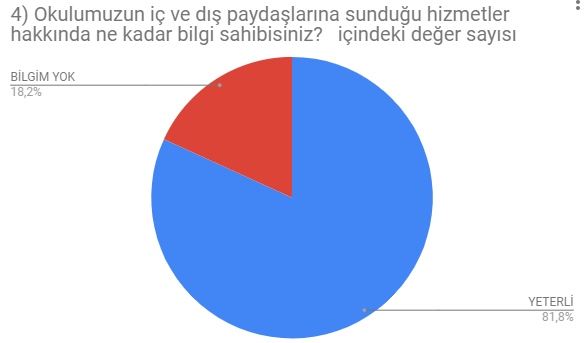 4) Okulumuzun iç ve dış paydaşlarına sunduğu hizmetler
hakkında ne kadar bilgi sahibisiniz?   içindeki değer sayısı
BİLGİM YOK
18,2%
YETERLİ
81,8%